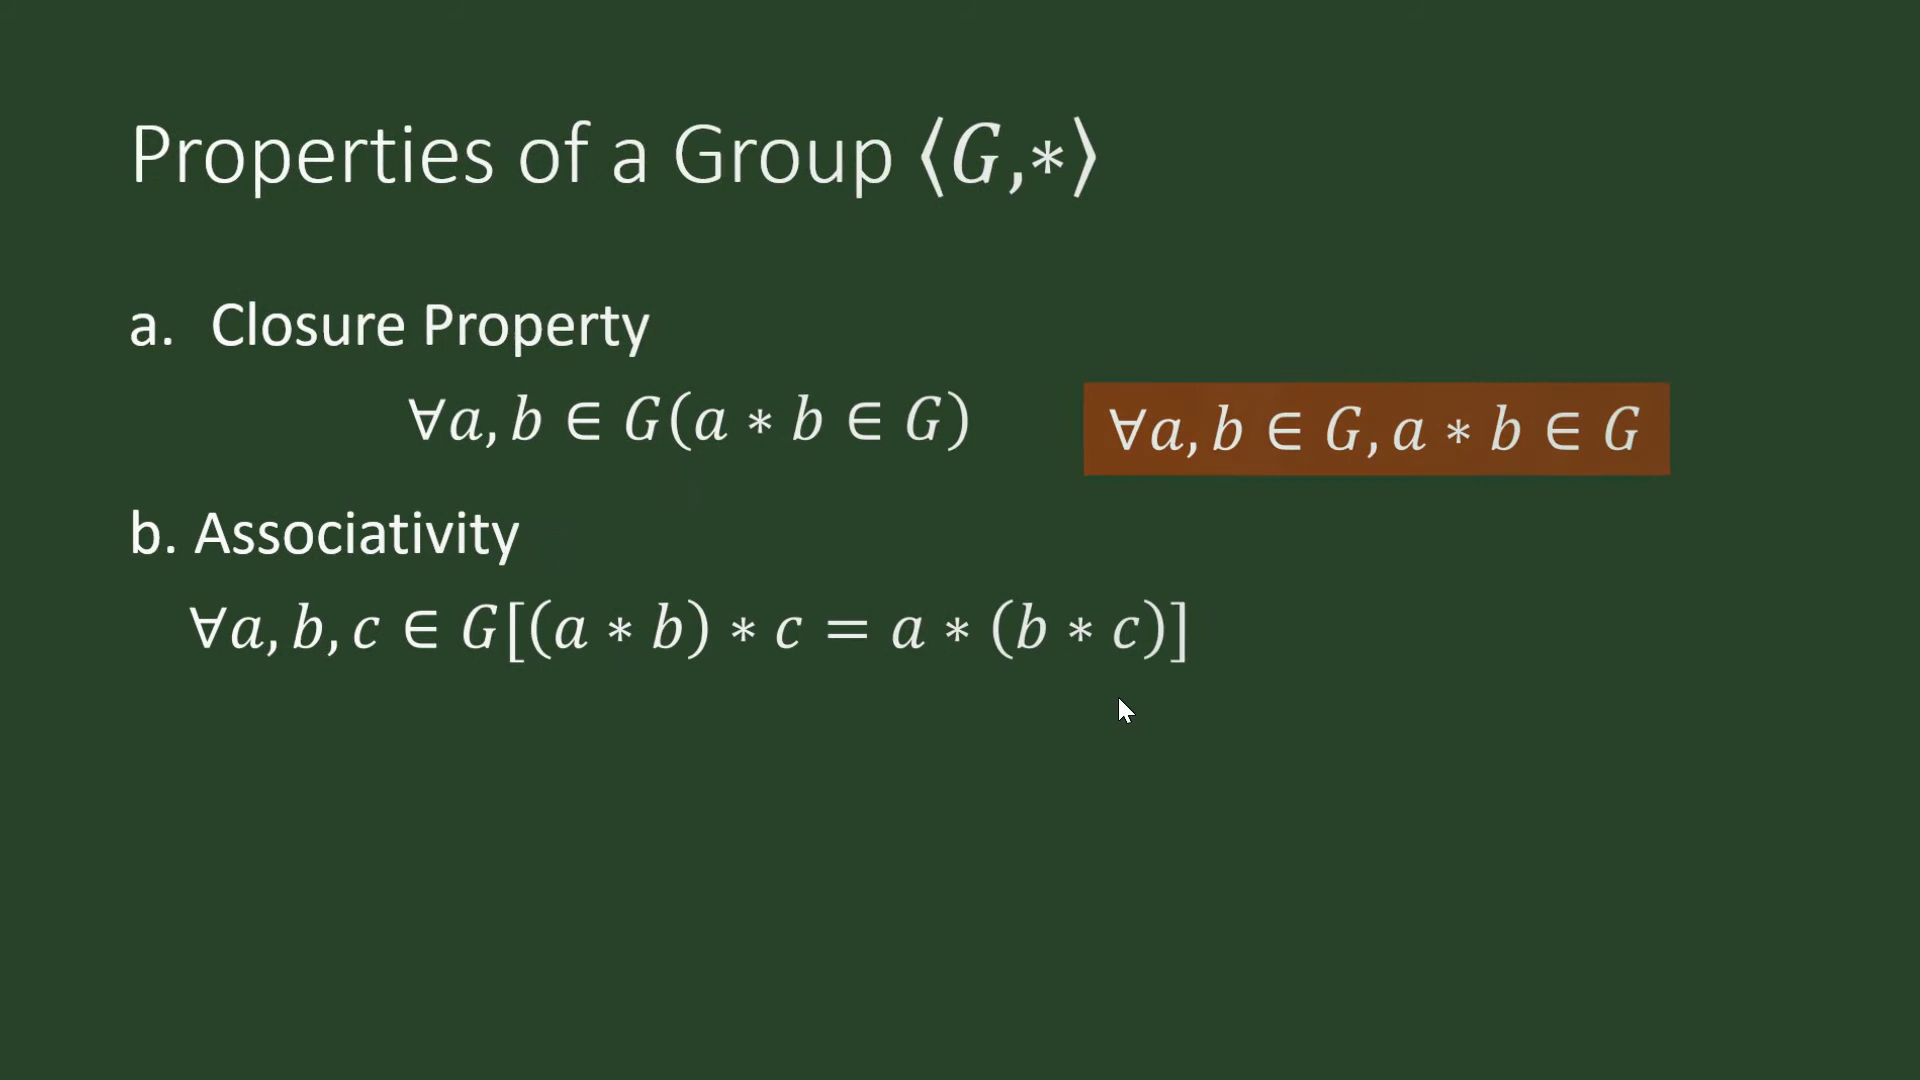 Properties of a Group ⟨G,∗⟩
a. Closure Property
∀a, b ∈ G(a ∗ b ∈ G)
∀a, b ∈ G, a ∗ b ∈ G
b. Associativity
∀a, b, c ∈ G[(a ∗ b) ∗ c = a ∗ (b ∗ c)]